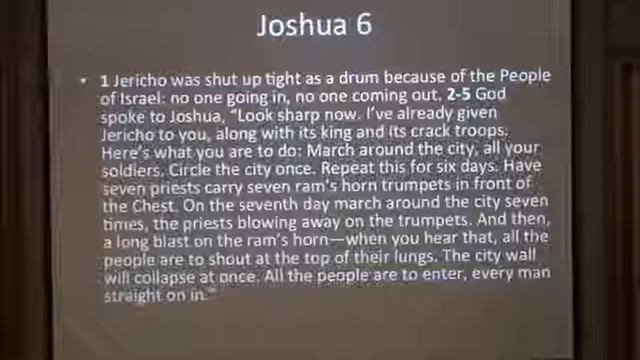 Joshua 6
• 1 Jericho was shut up tight as a drum because of the People
of Israel: no one going in, no one coming out. 2-5 God
spoke to Joshua, “Look sharp now. I’ve already given
Jericho to you, along with its king and its crack troops.
Here’s what you are to do: March around the city, all your
soldiers. Circle the city once. Repeat this for six days. Have
seven priests carry seven ram’s horn trumpets in front of
the Chest. On the seventh day march around the city seven
times, the priests blowing away on the trumpets. And then,
a long blast on the ram’s horn—when you hear that, all the
people are to shout at the top of their lungs. The city wall
will collapse at once. All the people are to enter, every man
straight on in.”